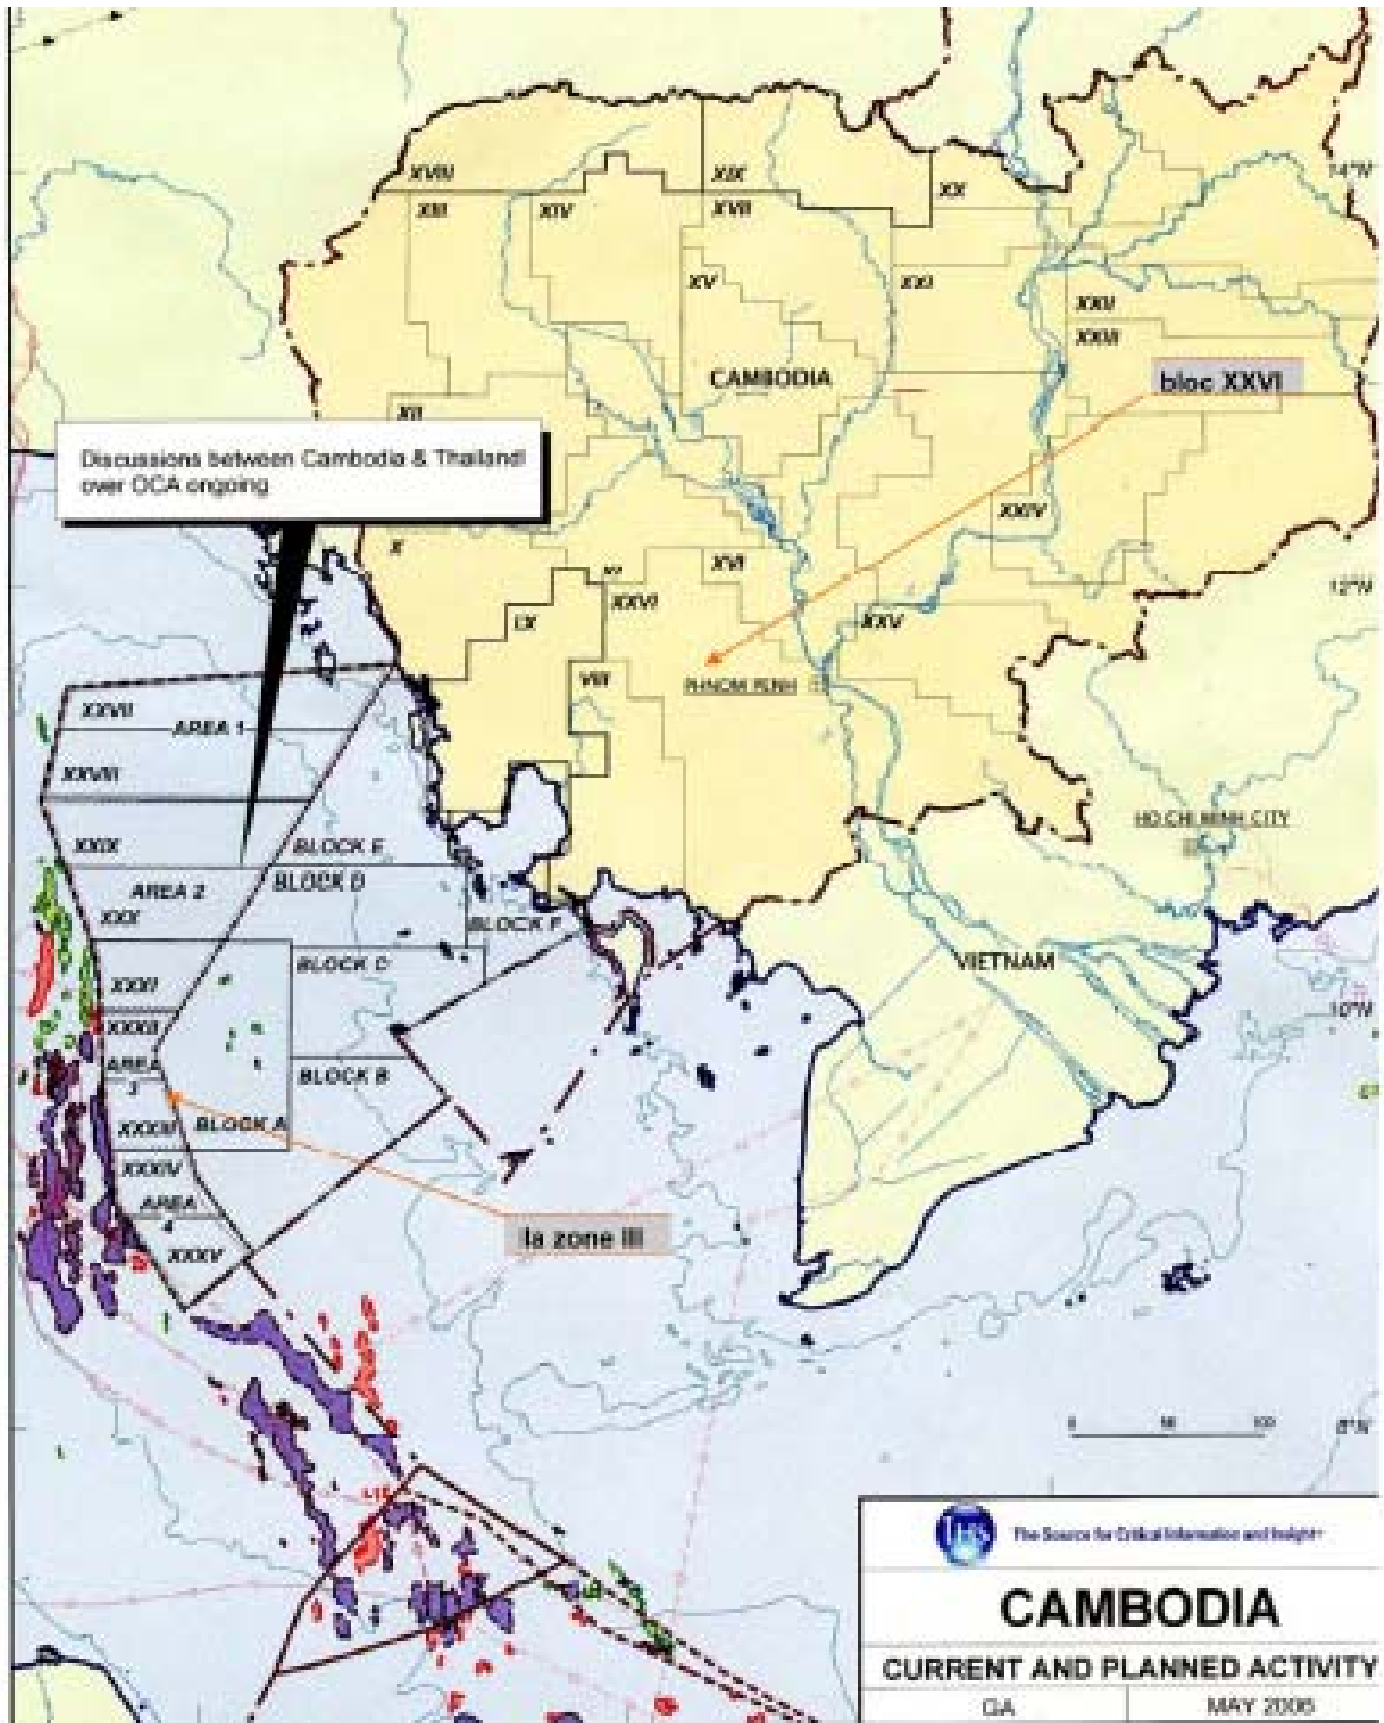 14°N
XVIII
XIX
XX
XIII
XIV
XVII
XV
XXI
XXII
XXIII
CAMBODIA
bloc XXVI
XII
Discussions between Cambodia & Thailand
over OCA ongoing
XXIV
X
XVI
12°N
XI
XXVI
IX
XXV
VIII
PHNOM PENH
XXVII
AREA 1
XXVIII
HO CHI MINH CITY
XXIX
BLOCK E
BLOCK D
AREA 2
XXX
BLOCK F
BLOCK C
VIETNAM
XXXI
10°N
XXXII
AREA
3
BLOCK B
XXXIII
BLOCK A
XXXIV
AREA
4
la zone III
XXXV
0 50 100
8°N
The Source for Critical Information and Insight
CAMBODIA
CURRENT AND PLANNED ACTIVITY
MAY 2006